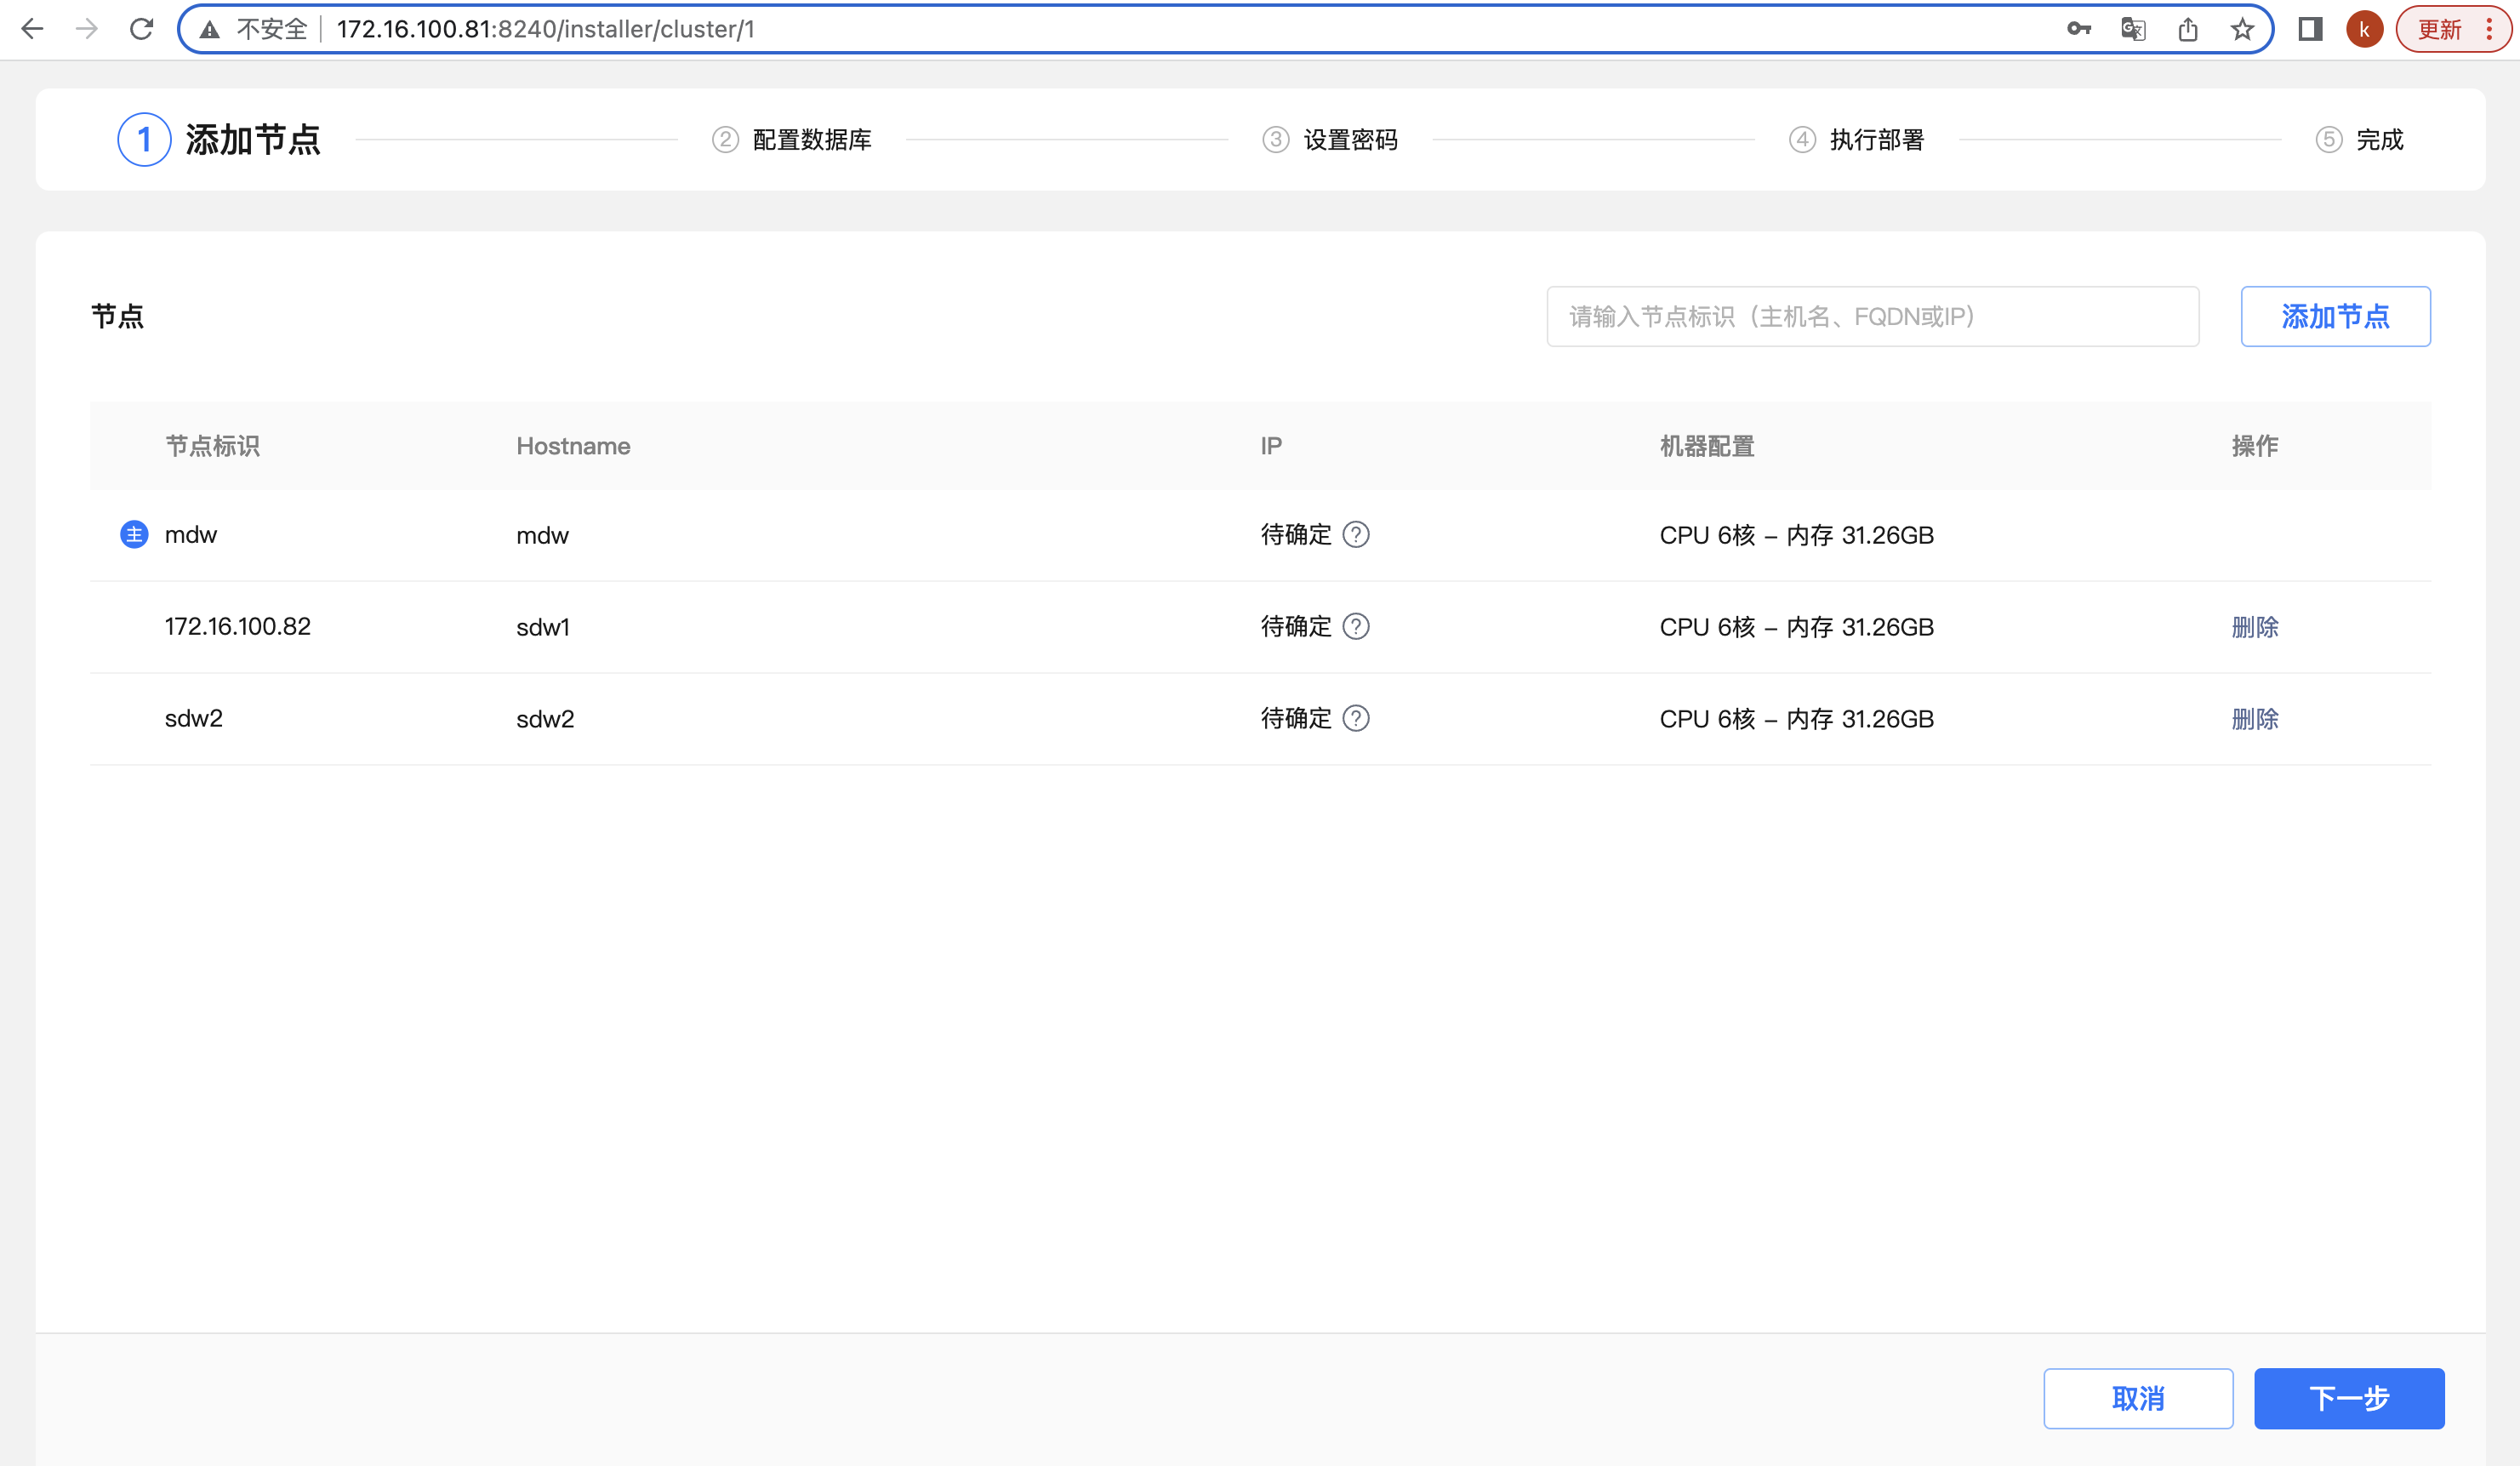 不安全 172.16.100.81:8240/installer/cluster/1 k 更新
1 添加节点 2 配置数据库 3 设置密码 4 执行部署 5 完成
节点 请输入节点标识（主机名、FQDN或IP） 添加节点
节点标识 Hostname IP 机器配置 操作
主 mdw mdw 待确定 ? CPU 6核 – 内存 31.26GB
172.16.100.82 sdw1 待确定 ? CPU 6核 – 内存 31.26GB 删除
sdw2 sdw2 待确定 ? CPU 6核 – 内存 31.26GB 删除
取消 下一步